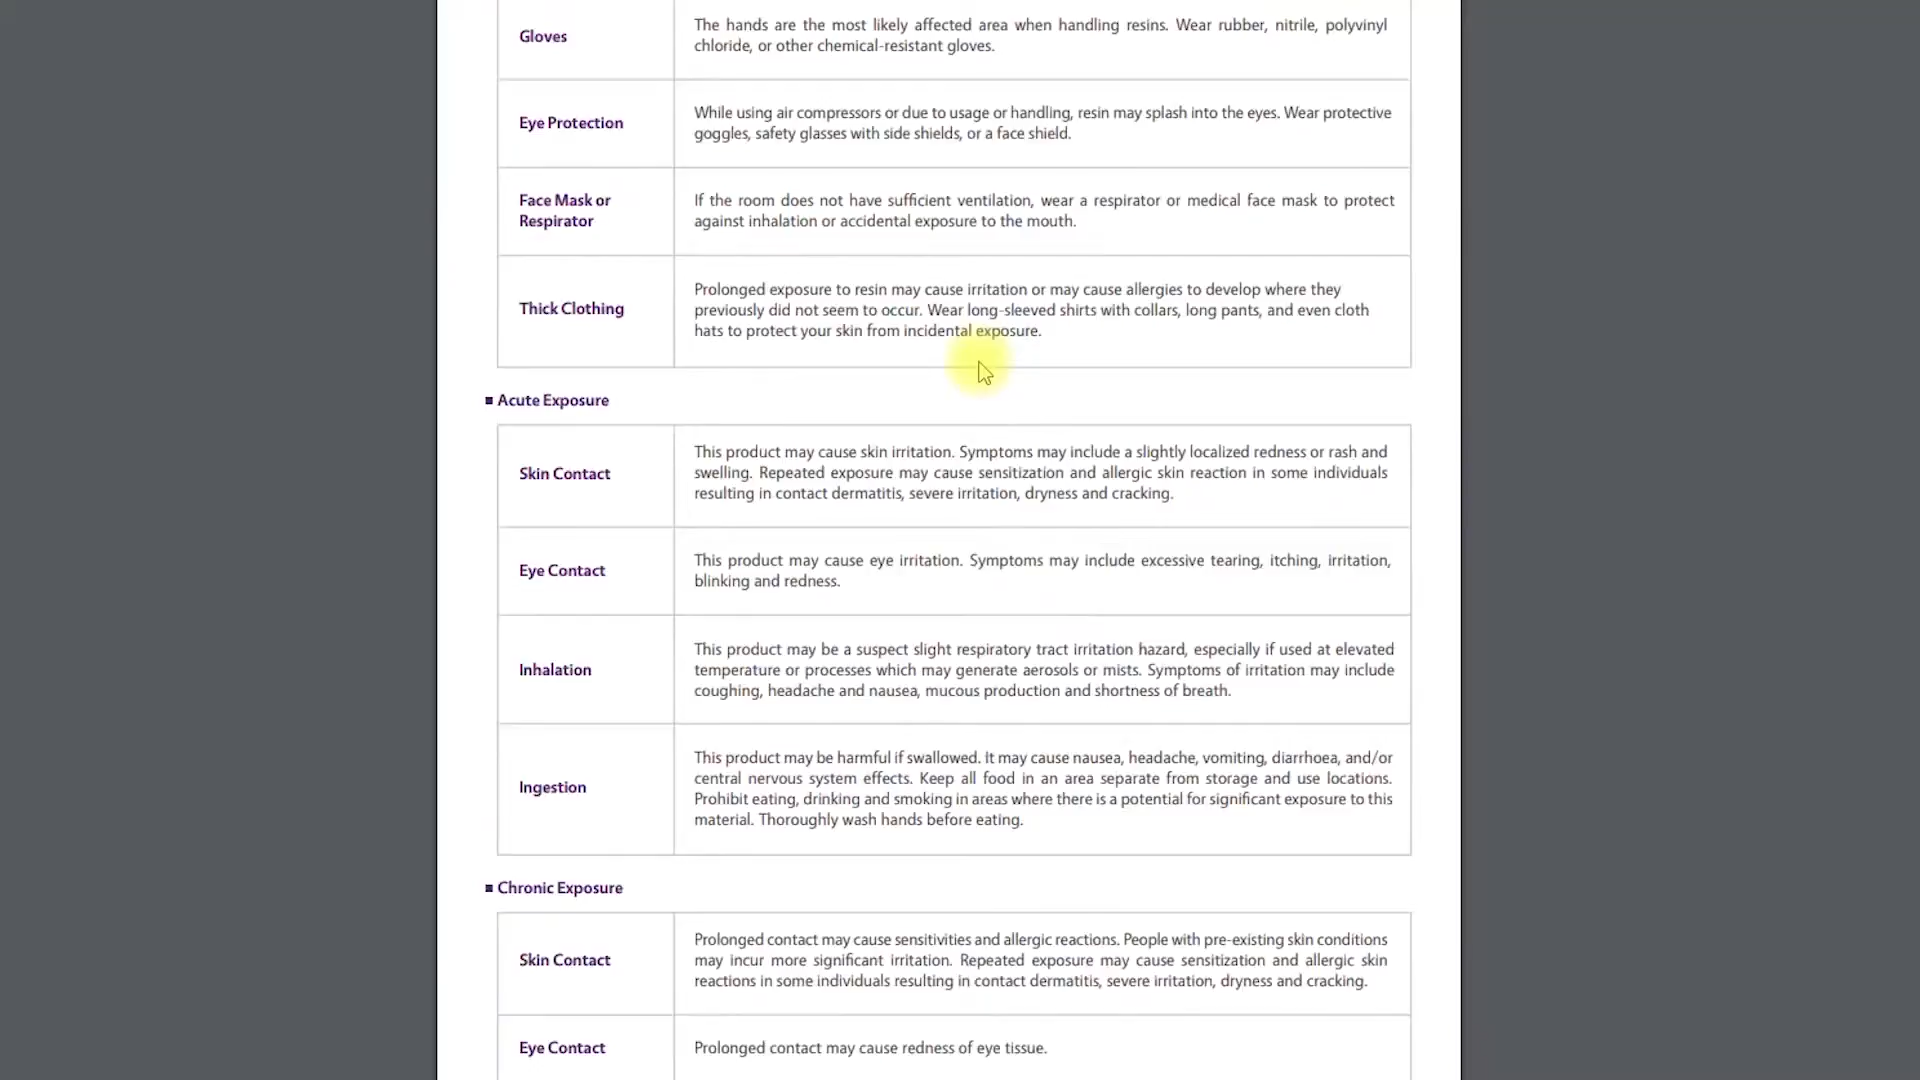 Gloves
The hands are the most likely affected area when handling resins. Wear rubber, nitrile, polyvinyl
chloride, or other chemical-resistant gloves.
Eye Protection
While using air compressors or due to usage or handling, resin may splash into the eyes. Wear protective
goggles, safety glasses with side shields, or a face shield.
Face Mask or
Respirator
If the room does not have sufficient ventilation, wear a respirator or medical face mask to protect
against inhalation or accidental exposure to the mouth.
Thick Clothing
Prolonged exposure to resin may cause irritation or may cause allergies to develop where they
previously did not seem to occur. Wear long-sleeved shirts with collars, long pants, and even cloth
hats to protect your skin from incidental exposure.
■ Acute Exposure
Skin Contact
This product may cause skin irritation. Symptoms may include a slightly localized redness or rash and
swelling. Repeated exposure may cause sensitization and allergic skin reaction in some individuals
resulting in contact dermatitis, severe irritation, dryness and cracking.
Eye Contact
This product may cause eye irritation. Symptoms may include excessive tearing, itching, irritation,
blinking and redness.
Inhalation
This product may be a suspect slight respiratory tract irritation hazard, especially if used at elevated
temperature or processes which may generate aerosols or mists. Symptoms of irritation may include
coughing, headache and nausea, mucous production and shortness of breath.
Ingestion
This product may be harmful if swallowed. It may cause nausea, headache, vomiting, diarrhoea, and/or
central nervous system effects. Keep all food in an area separate from storage and use locations.
Prohibit eating, drinking and smoking in areas where there is a potential for significant exposure to this
material. Thoroughly wash hands before eating.
■ Chronic Exposure
Skin Contact
Prolonged contact may cause sensitivities and allergic reactions. People with pre-existing skin conditions
may incur more significant irritation. Repeated exposure may cause sensitization and allergic skin
reactions in some individuals resulting in contact dermatitis, severe irritation, dryness and cracking.
Eye Contact
Prolonged contact may cause redness of eye tissue.